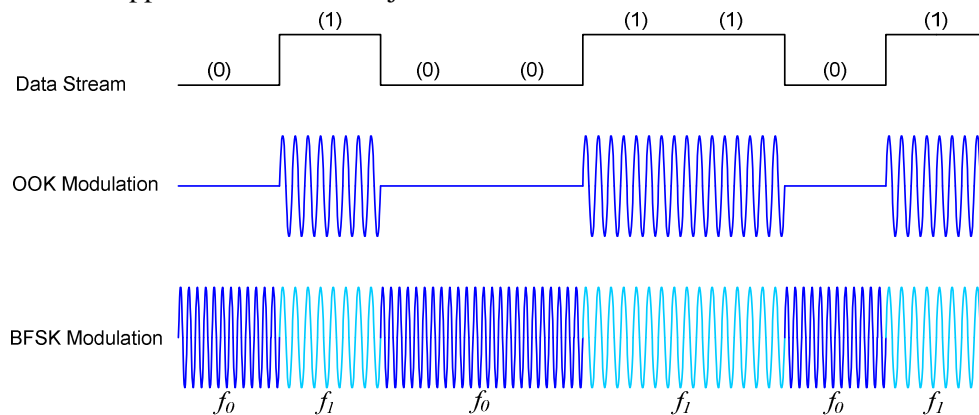 (1) (1) (1) (1)
(0) (0) (0) (0)
Data Stream
OOK Modulation
BFSK Modulation
f0 f1 f0 f1 f0 f1